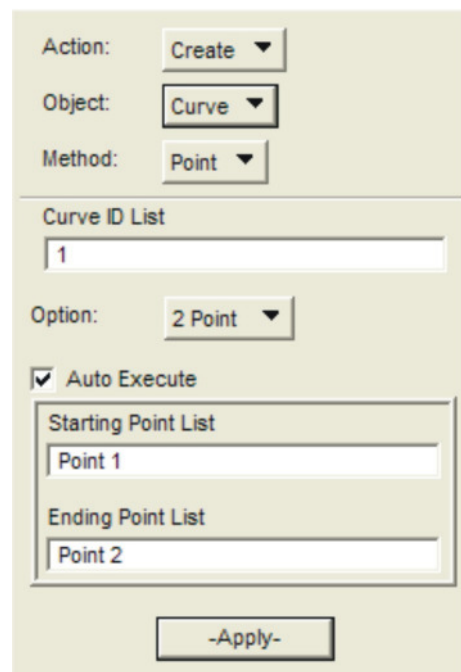 Action: Create
Object: Curve
Method: Point
Curve ID List
1
Option: 2 Point
Auto Execute
Starting Point List
Point 1
Ending Point List
Point 2
-Apply-